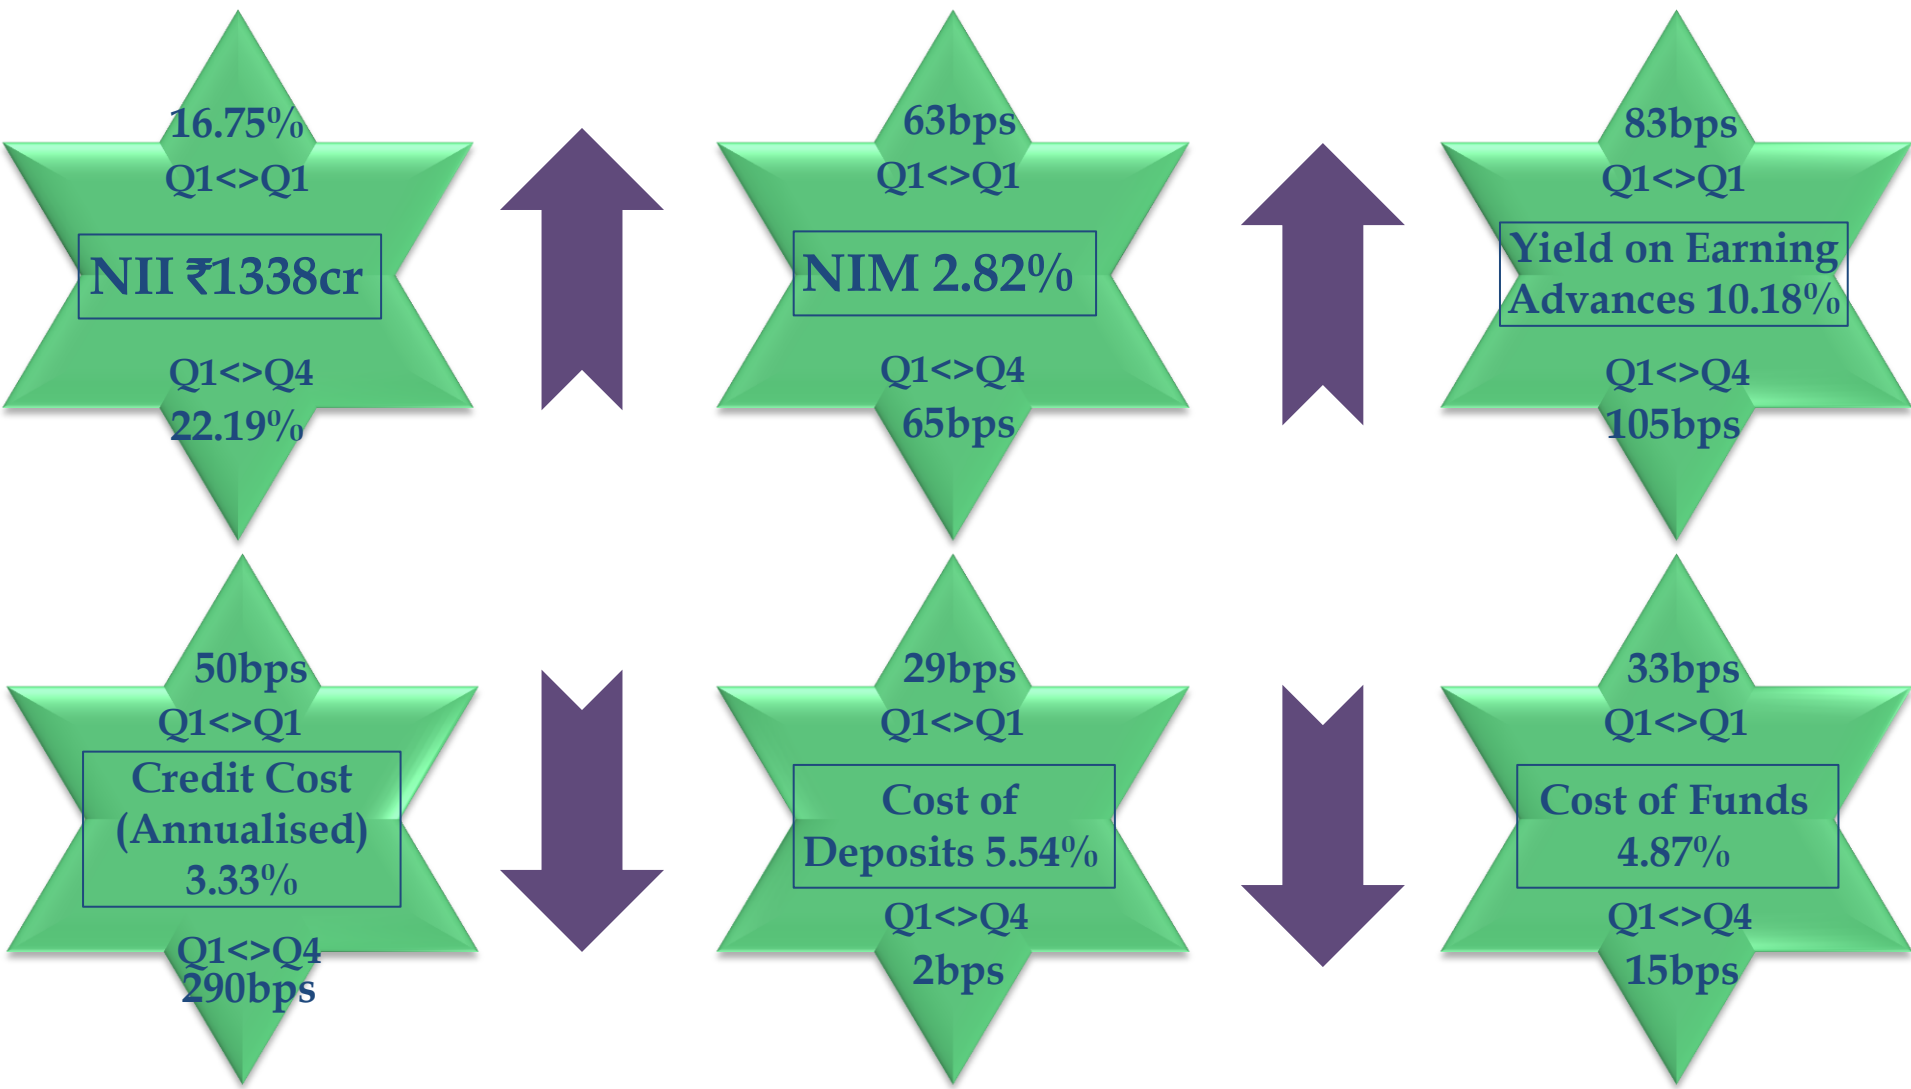 16.75%
Q1<>Q1
NII ₹1338cr
Q1<>Q4
22.19%
63bps
Q1<>Q1
NIM 2.82%
Q1<>Q4
65bps
83bps
Q1<>Q1
Yield on Earning
Advances 10.18%
Q1<>Q4
105bps
50bps
Q1<>Q1
Credit Cost
(Annualised)
3.33%
Q1<>Q4
290bps
29bps
Q1<>Q1
Cost of
Deposits 5.54%
Q1<>Q4
2bps
33bps
Q1<>Q1
Cost of Funds
4.87%
Q1<>Q4
15bps